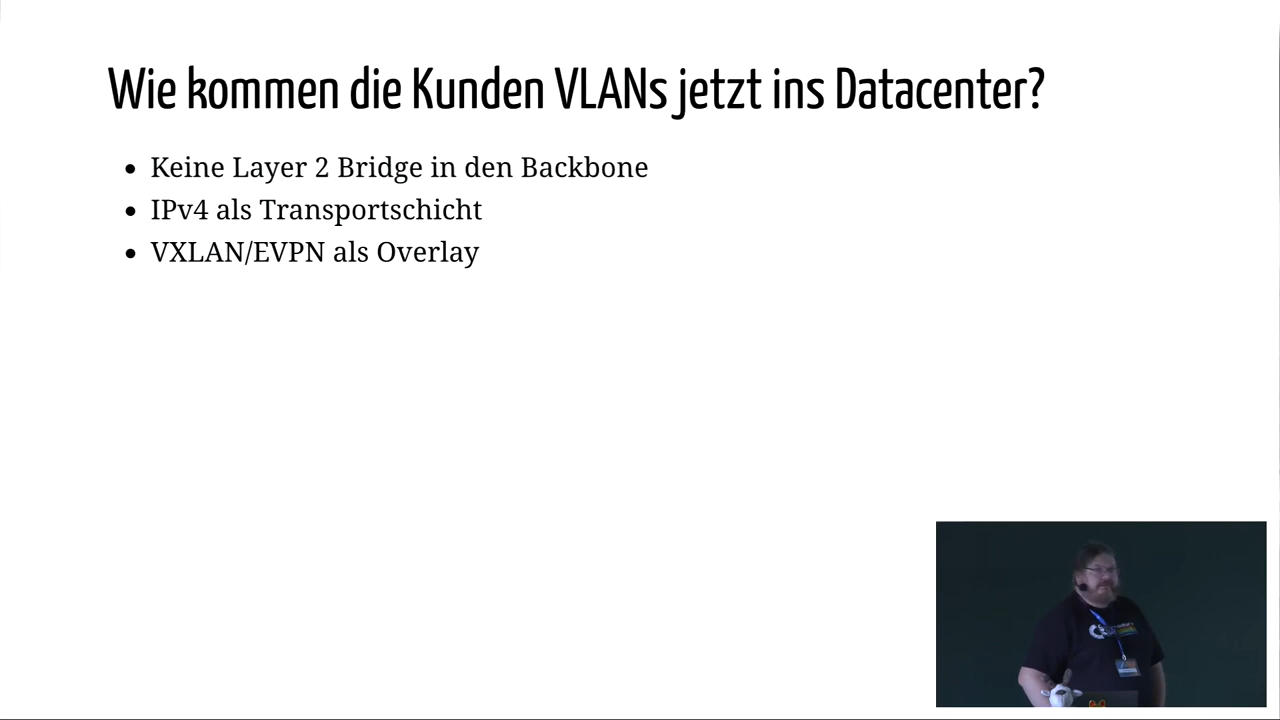 Wie kommen die Kunden VLANs jetzt ins Datacenter?
Keine Layer 2 Bridge in den Backbone
IPv4 als Transportschicht
VXLAN/EVPN als Overlay